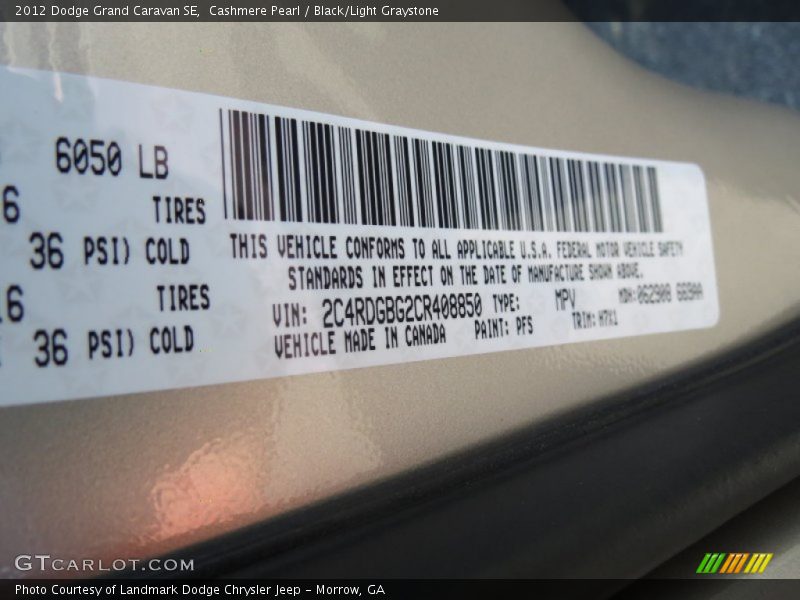 2012 Dodge Grand Caravan SE,  Cashmere Pearl / Black/Light Graystone
6050 LB
6 TIRES
36 PSI) COLD
16 TIRES
36 PSI) COLD
THIS VEHICLE CONFORMS TO ALL APPLICABLE U.S.A. FEDERAL MOTOR VEHICLE SAFETY
STANDARDS IN EFFECT ON THE DATE OF MANUFACTURE SHOWN ABOVE.
VIN: 2C4RDGBG2CR408850 TYPE: MPV MDH:
VEHICLE MADE IN CANADA PAINT: PFS TRIM:
GTCARLOT.COM
Photo Courtesy of Landmark Dodge Chrysler Jeep - Morrow, GA